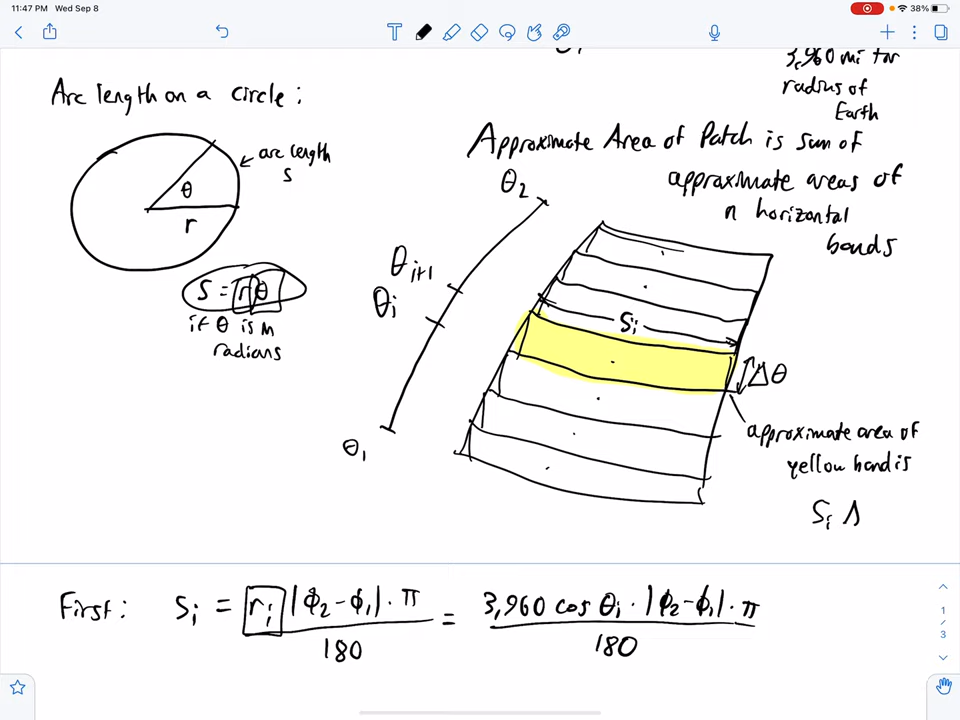 11:47 PM Wed Sep 8
38%
T
3,960 mi for
radius of
Earth
Arc length on a circle:
arc length
s
θ
r
S = rθ
if θ is in
radians
Approximate Area of Patch is sum of
approximate areas of
n horizontal
bands
θ2
θi+1
θi
θ1
Si
Δθ
approximate area of
yellow band is
Si Δ
First: Si = ri |ϕ2-ϕ1| · π / 180 = 3,960 cos θi · |ϕ2-ϕ1| · π / 180
1
/
3